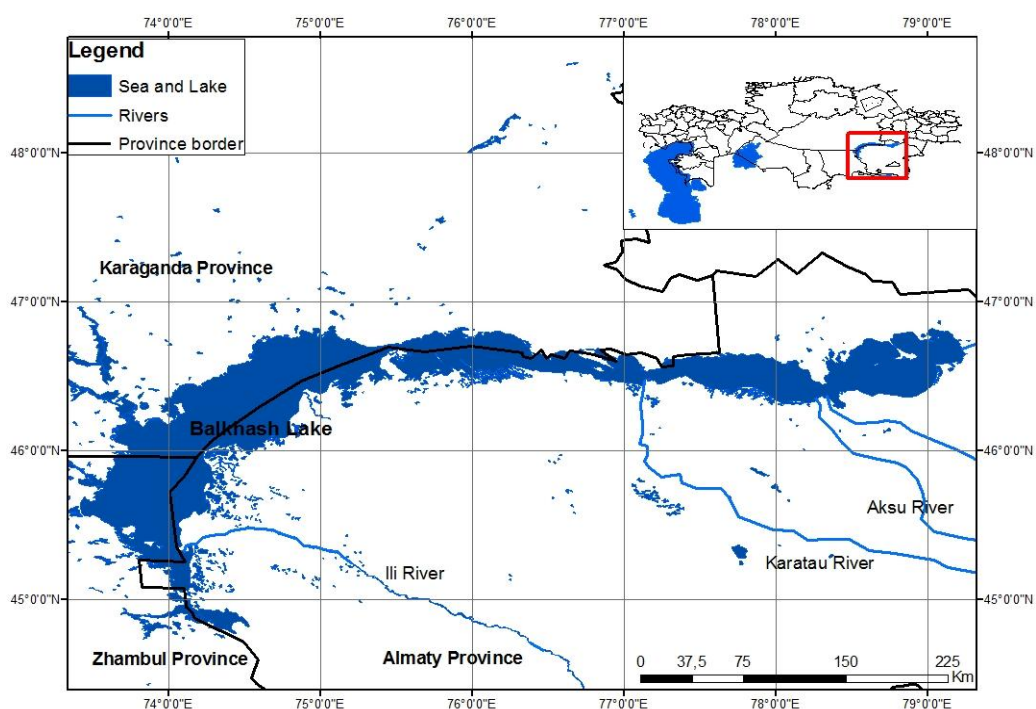 74°0'0"E 75°0'0"E 76°0'0"E 77°0'0"E 78°0'0"E 79°0'0"E
Legend
Sea and Lake
Rivers
Province border
48°0'0"N 48°0'0"N
Karaganda Province
47°0'0"N 47°0'0"N
Balkhash Lake
46°0'0"N 46°0'0"N
Aksu River
Karatau River
Ili River
45°0'0"N 45°0'0"N
Zhambul Province Almaty Province
0 37,5 75 150 225
Km
74°0'0"E 75°0'0"E 76°0'0"E 77°0'0"E 78°0'0"E 79°0'0"E